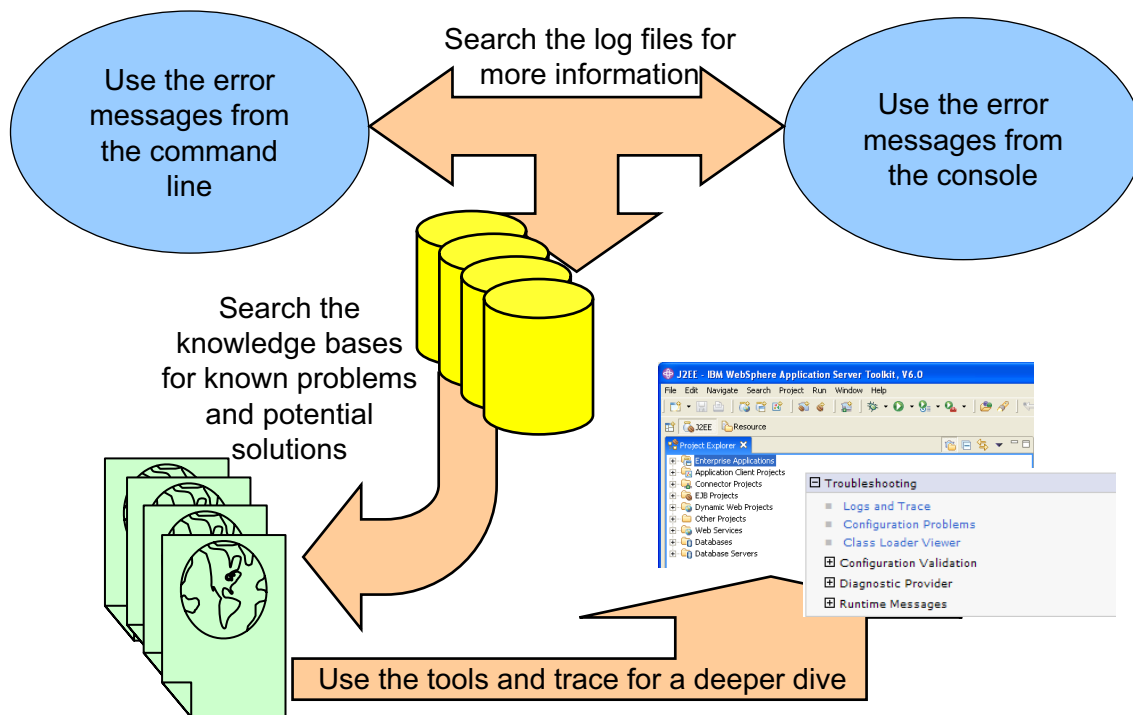 Search the log files for
more information
Use the error
messages from
the command
line
Use the error
messages from
the console
Search the
knowledge bases
for known problems
and potential
solutions
J2EE - IBM WebSphere Application Server Toolkit, V6.0
File Edit Navigate Search Project Run Window Help
J2EE Resource
Project Explorer
Enterprise Applications
Application Client Projects
Connector Projects
EJB Projects
Dynamic Web Projects
Other Projects
Web Services
Databases
Database Servers
Troubleshooting
Logs and Trace
Configuration Problems
Class Loader Viewer
Configuration Validation
Diagnostic Provider
Runtime Messages
Use the tools and trace for a deeper dive